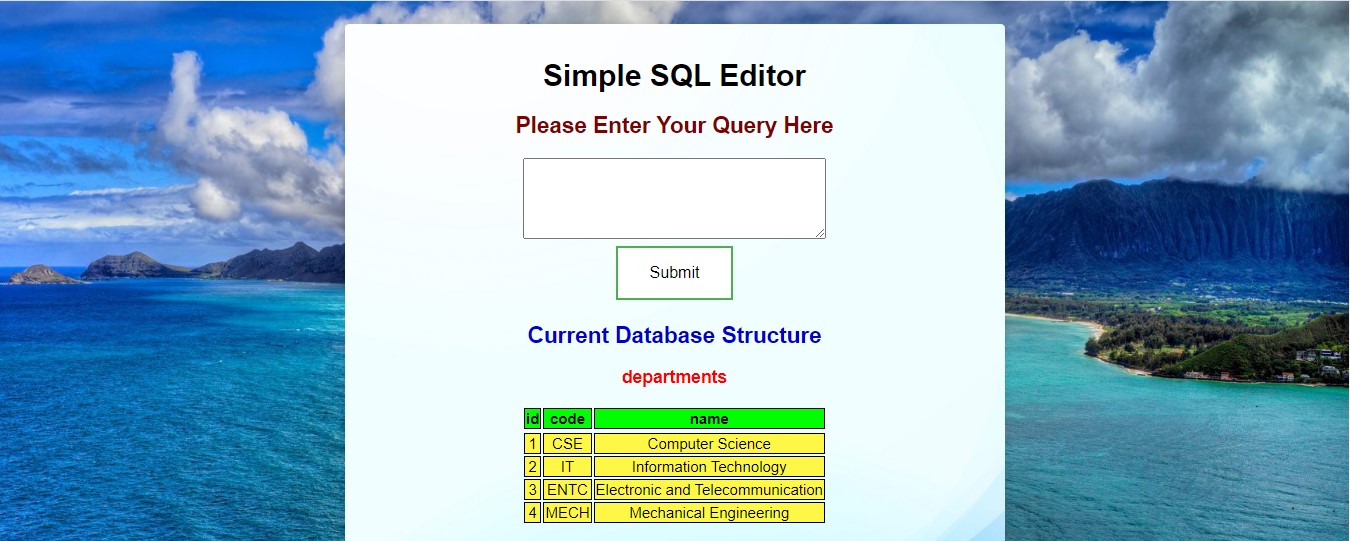 Simple SQL Editor
Please Enter Your Query Here
Submit
Current Database Structure
departments
id code name
1 CSE Computer Science
2 IT Information Technology
3 ENTC Electronic and Telecommunication
4 MECH Mechanical Engineering